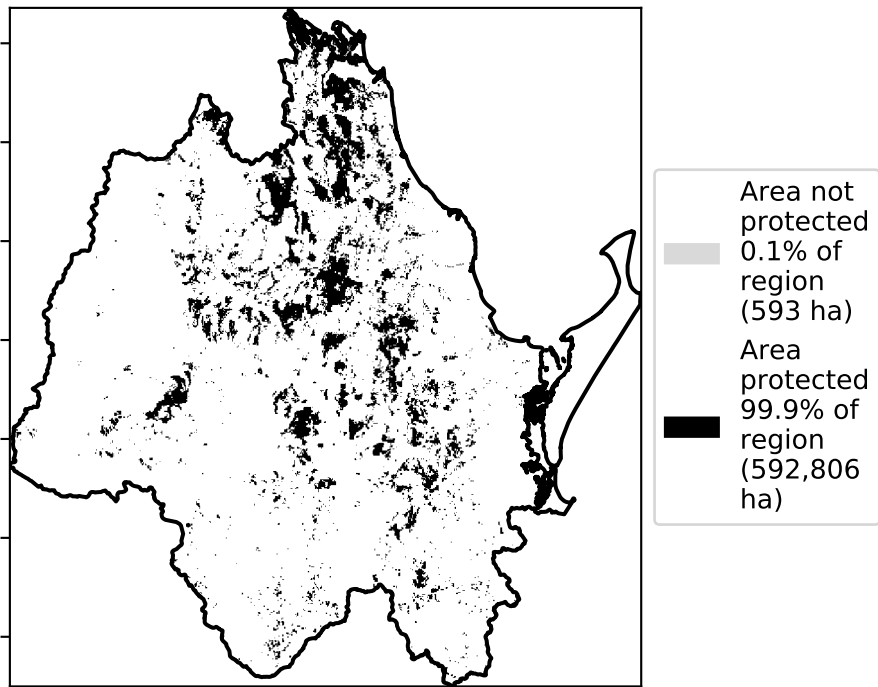 Area not
protected
0.1% of
region
(593 ha)
Area
protected
99.9% of
region
(592,806
ha)